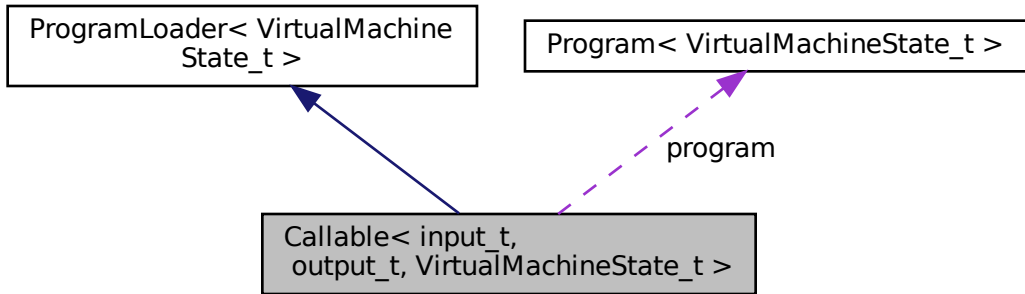 ProgramLoader< VirtualMachine
State_t >
Program< VirtualMachineState_t >
program
Callable< input_t,
output_t, VirtualMachineState_t >